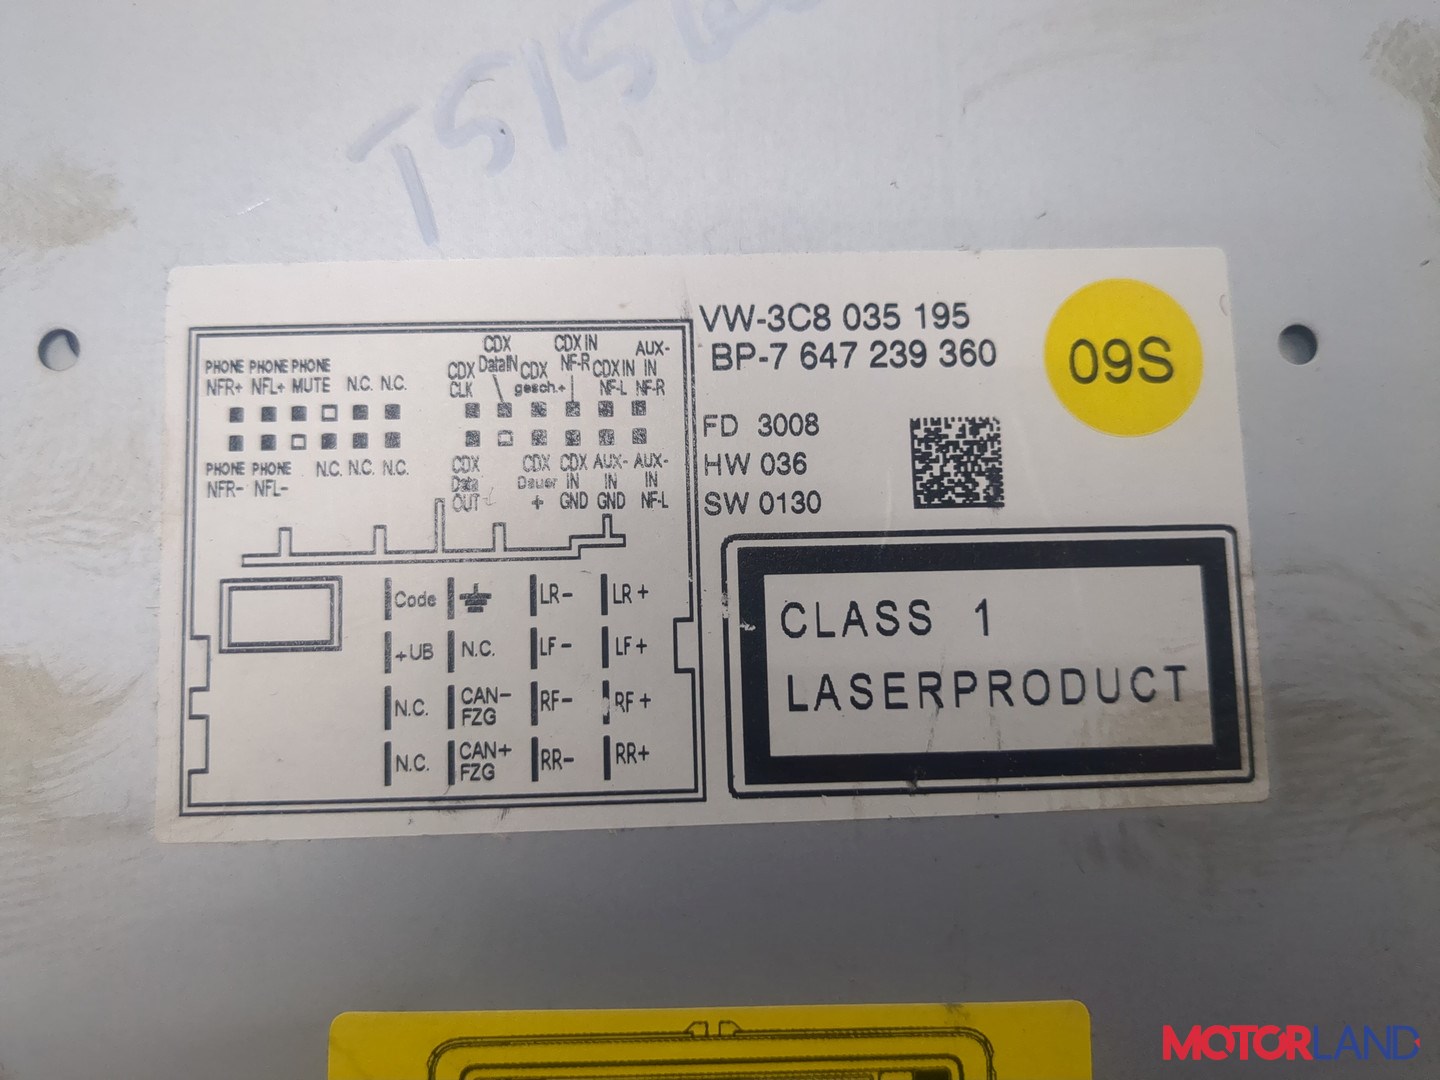 T515
VW-3C8 035 195
BP-7 647 239 360
09S
FD 3008
HW 036
SW 0130
PHONE PHONE PHONE
NFR+ NFL+ MUTE N.C. N.C.
PHONE PHONE N.C. N.C. N.C.
NFR- NFL-
CDX CLK
CDX DataIN
CDX gesch.+
CDX IN NF-R
CDX IN NF-L
AUX-IN NF-R
CDX Data OUT
CDX Dauer +
CDX IN GND
AUX-IN GND
AUX-IN NF-L
Code LR- LR+
+UB N.C. LF- LF+
N.C. CAN- FZG RF- RF+
N.C. CAN+ FZG RR- RR+
CLASS 1
LASERPRODUCT
MOTORLAND